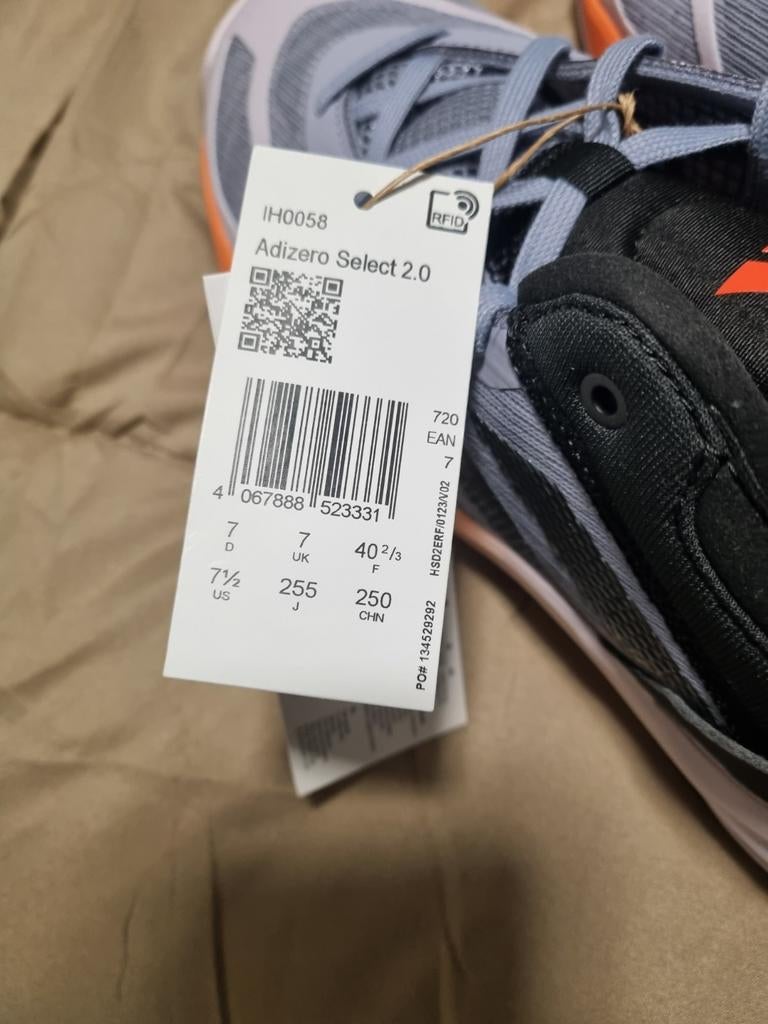 IH0058
RFID
Adizero Select 2.0
720
EAN
7
4 067888 523331
7 7 40 2/3
D UK F
7½ 255 250
US J CHN
HSD2ERF/0123/V02
PO# 134529292